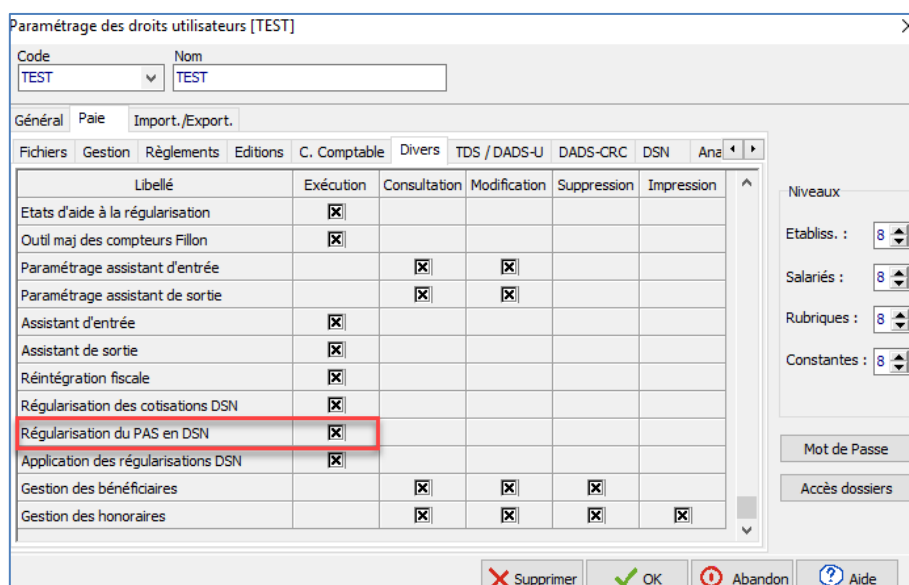 Paramétrage des droits utilisateurs [TEST]
Code Nom
TEST TEST
Général Paie Import./Export.
Fichiers Gestion Règlements Editions C. Comptable Divers TDS / DADS-U DADS-CRC DSN Ana
Libellé Exécution Consultation Modification Suppression Impression
Niveaux
Etats d'aide à la régularisation
Etabliss. : 8
Outil maj des compteurs Fillon
Paramétrage assistant d'entrée
Salariés : 8
Paramétrage assistant de sortie
Assistant d'entrée
Rubriques : 8
Assistant de sortie
Constantes : 8
Réintégration fiscale
Régularisation des cotisations DSN
Régularisation du PAS en DSN
Mot de Passe
Application des régularisations DSN
Gestion des bénéficiaires
Accès dossiers
Gestion des honoraires
Supprimer OK Abandon Aide